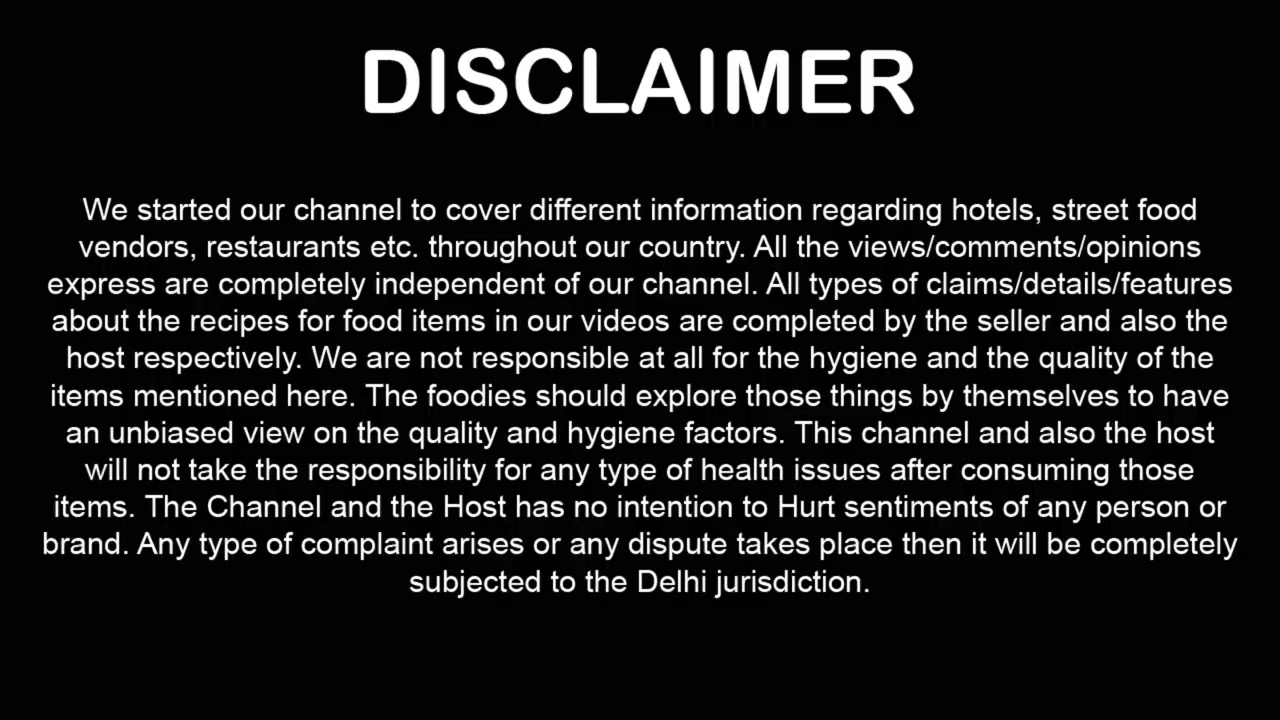 DISCLAIMER
We started our channel to cover different information regarding hotels, street food
vendors, restaurants etc. throughout our country. All the views/comments/opinions
express are completely independent of our channel. All types of claims/details/features
about the recipes for food items in our videos are completed by the seller and also the
host respectively. We are not responsible at all for the hygiene and the quality of the
items mentioned here. The foodies should explore those things by themselves to have
an unbiased view on the quality and hygiene factors. This channel and also the host
will not take the responsibility for any type of health issues after consuming those
items. The Channel and the Host has no intention to Hurt sentiments of any person or
brand. Any type of complaint arises or any dispute takes place then it will be completely
subjected to the Delhi jurisdiction.